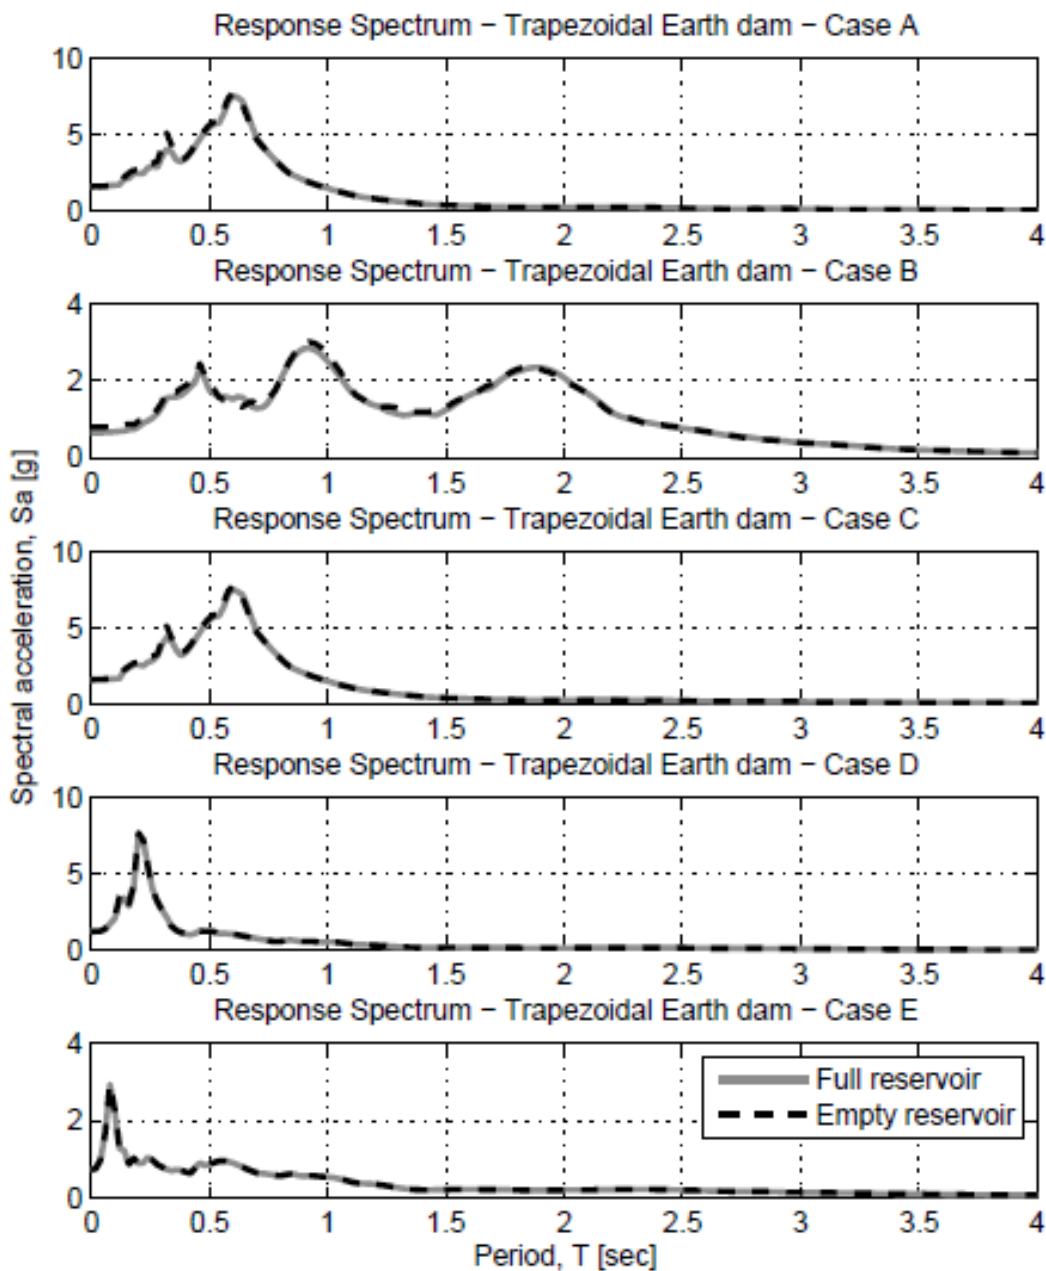 Response Spectrum − Trapezoidal Earth dam − Case A
10
5
0
0 0.5 1 1.5 2 2.5 3 3.5 4
Response Spectrum − Trapezoidal Earth dam − Case B
4
2
0
0 0.5 1 1.5 2 2.5 3 3.5 4
Response Spectrum − Trapezoidal Earth dam − Case C
10
5
0
0 0.5 1 1.5 2 2.5 3 3.5 4
Spectral acceleration, Sa [g]
Response Spectrum − Trapezoidal Earth dam − Case D
10
5
0
0 0.5 1 1.5 2 2.5 3 3.5 4
Response Spectrum − Trapezoidal Earth dam − Case E
4
2
0
Full reservoir
Empty reservoir
0 0.5 1 1.5 2 2.5 3 3.5 4
Period, T [sec]